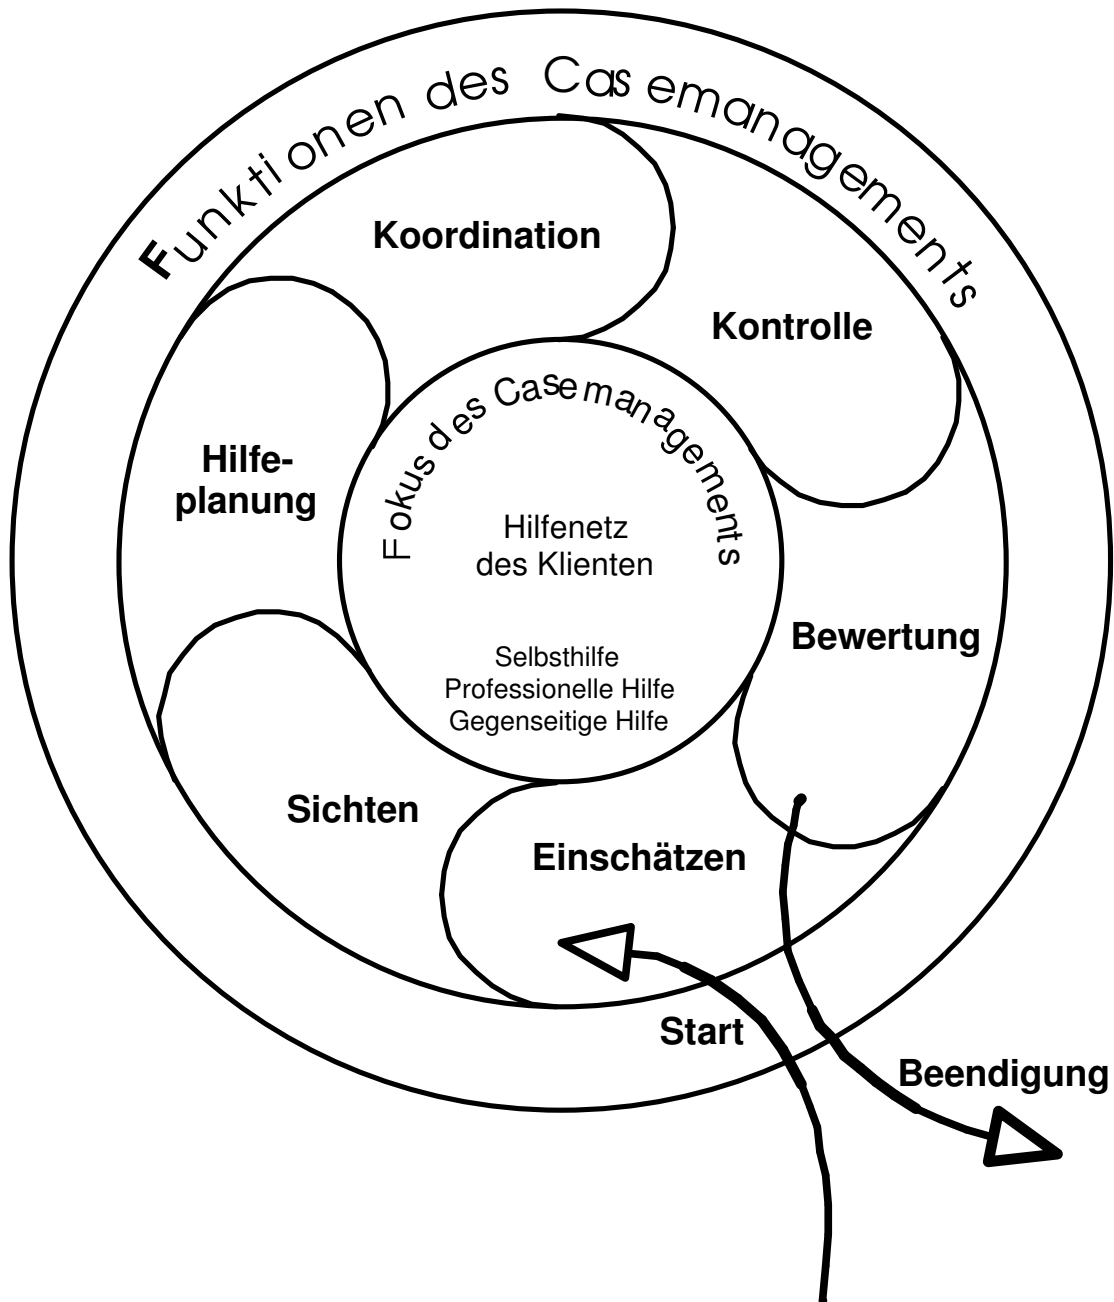 Funktionen des Casemanagements
Koordination
Kontrolle
Hilfe-
planung
Fokus des Casemanagements
Hilfenetz
des Klienten
Selbsthilfe
Professionelle Hilfe
Gegenseitige Hilfe
Bewertung
Sichten
Einschätzen
Start
Beendigung